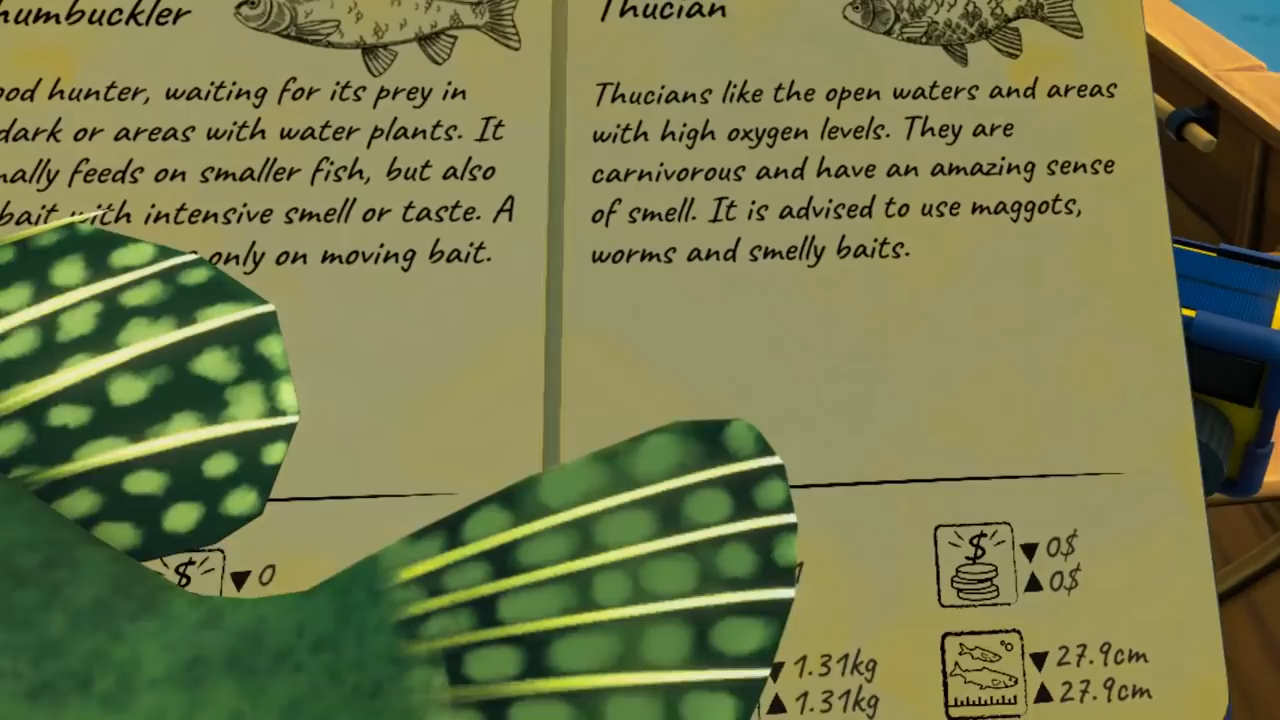 humbuckler
ood hunter, waiting for its prey in
dark or areas with water plants. It
nally feeds on smaller fish, but also
bait with intensive smell or taste. A
only on moving bait.
$ ▼ 0
Thucian
Thucians like the open waters and areas
with high oxygen levels. They are
carnivorous and have an amazing sense
of smell. It is advised to use maggots,
worms and smelly baits.
$ ▼ 0$
▲ 0$
▼ 1.31kg
▲ 1.31kg
▼ 27.9cm
▲ 27.9cm